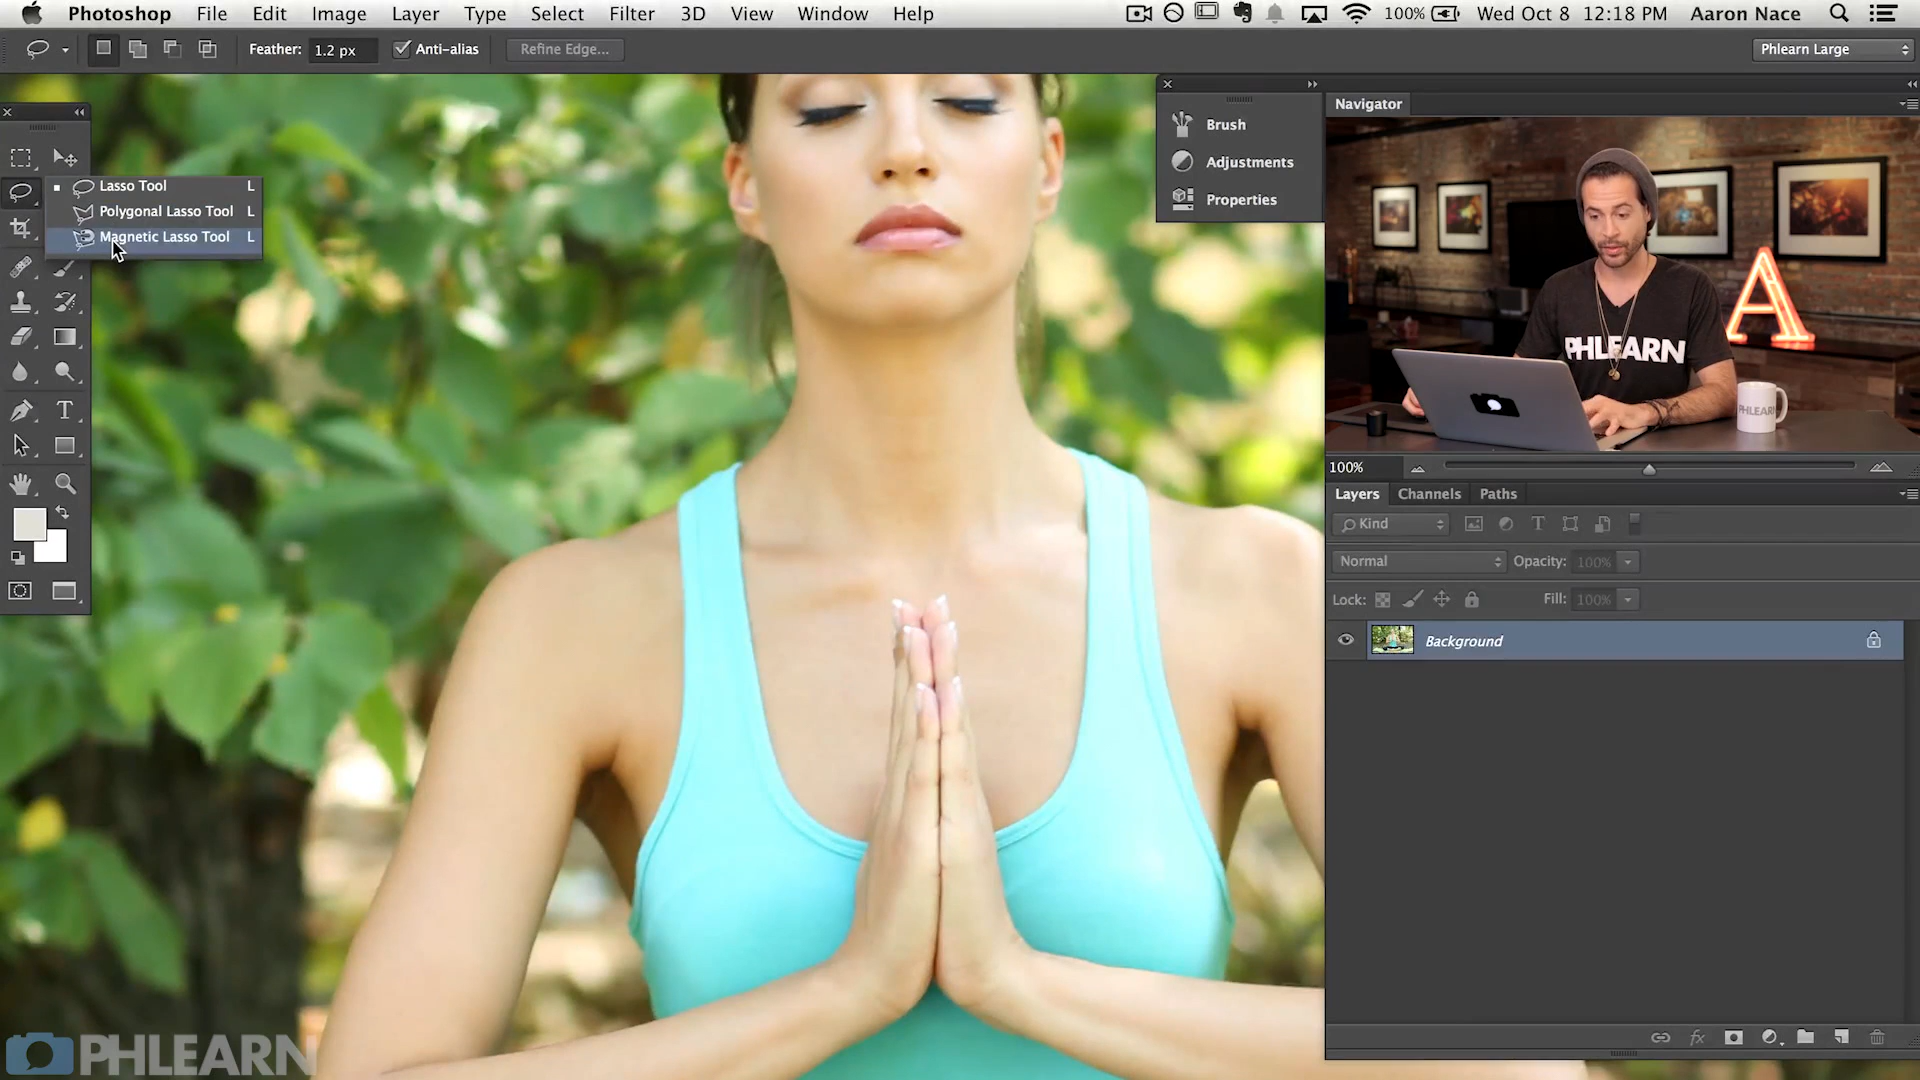 Photoshop File Edit Image Layer Type Select Filter 3D View Window Help 100% Wed Oct 8 12:18 PM Aaron Nace
Feather: 1.2 px Anti-alias Refine Edge... Phlearn Large
Lasso Tool L
Polygonal Lasso Tool L
Magnetic Lasso Tool L
T
Brush
Adjustments
Properties
Navigator
A
PHLEARN
PHLEARN
100%
Layers Channels Paths
Kind T
Normal Opacity: 100%
Lock: Fill: 100%
Background
fx
PHLEARN